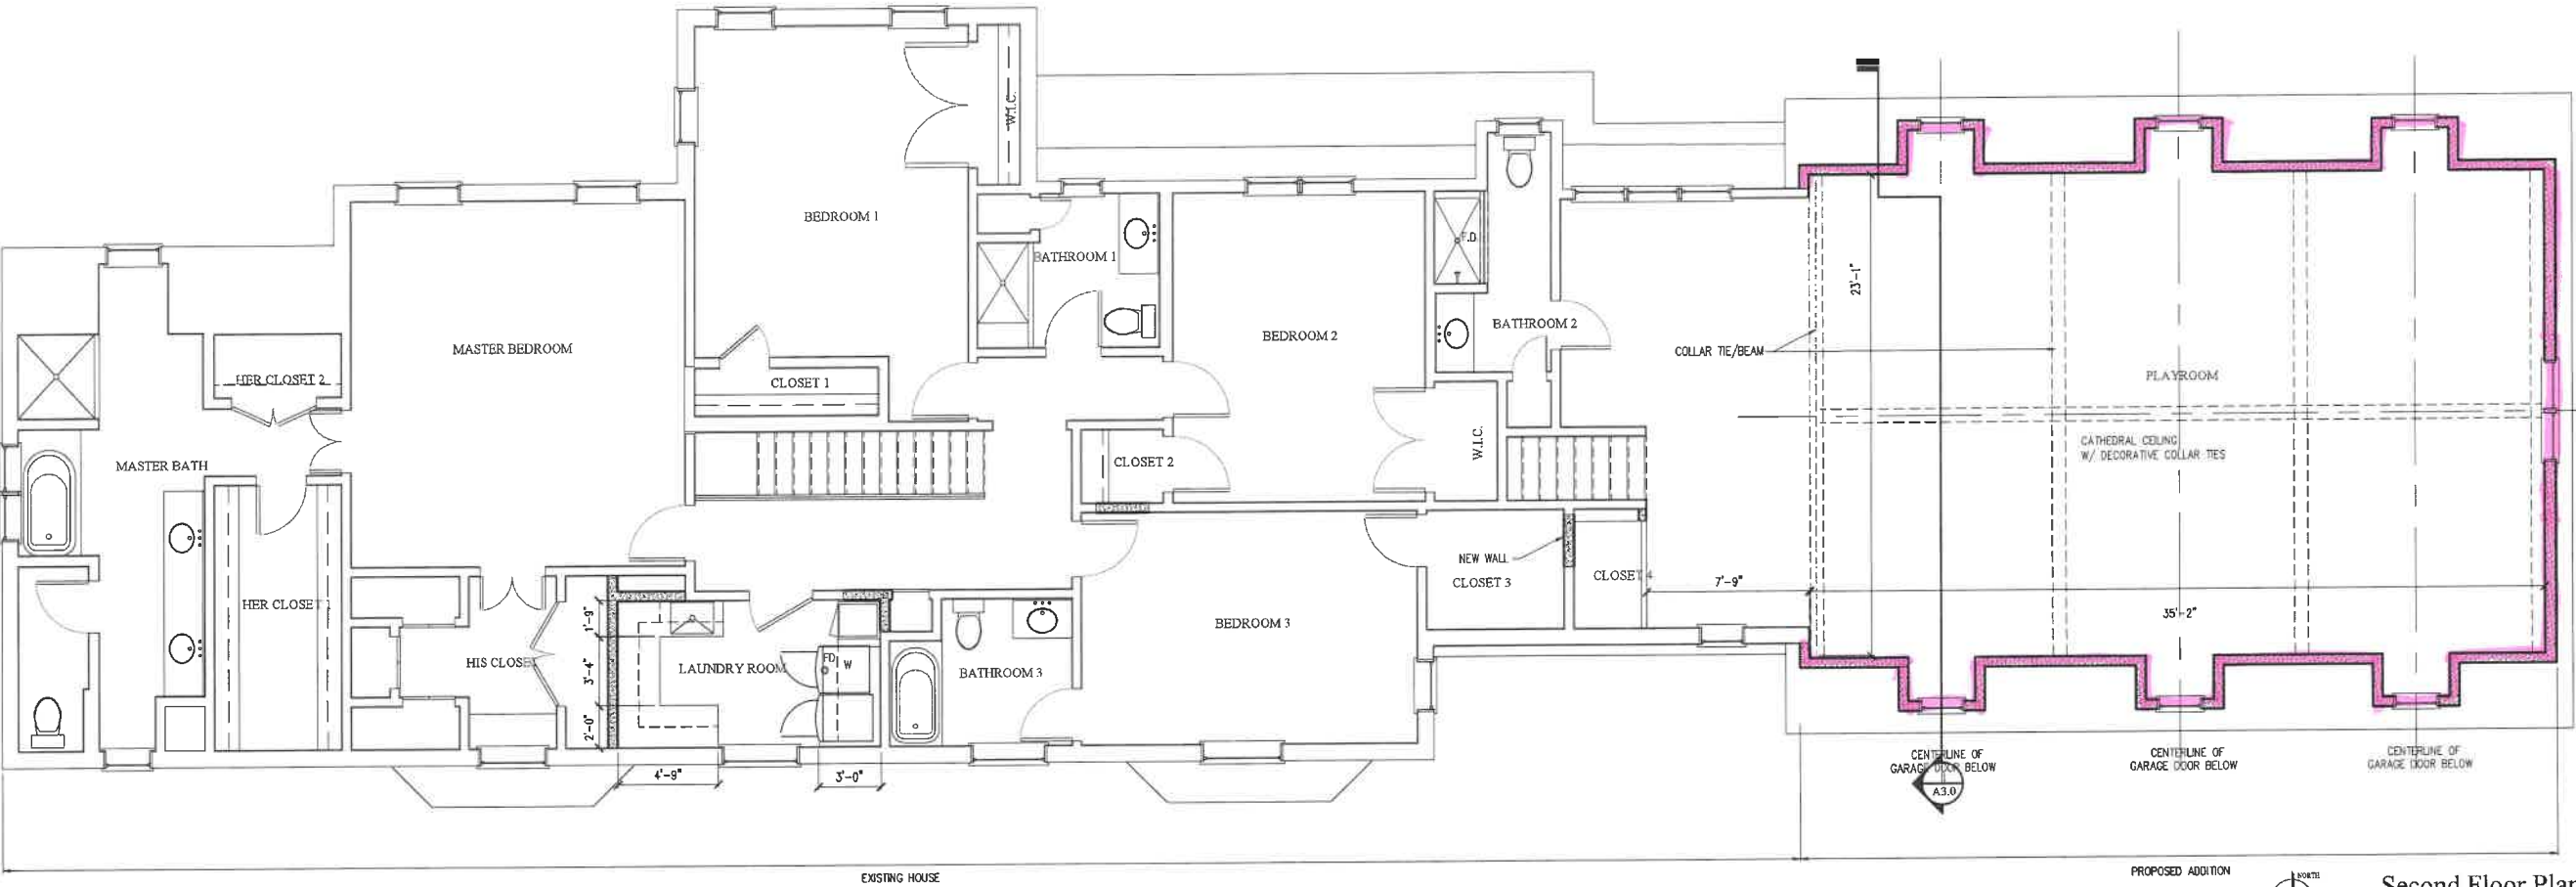 W.I.C.
BEDROOM 1
BATHROOM 1
BEDROOM 2
F.D.
BATHROOM 2
23'-1"
MASTER BEDROOM
COLLAR TIE/BEAM
PLAYROOM
HER CLOSET 2
CLOSET 1
CATHEDRAL CEILING
W/ DECORATIVE COLLAR TIES
MASTER BATH
CLOSET 2
W.I.C.
NEW WALL
CLOSET 3
CLOSET 4
7'-9"
35'-2"
HER CLOSET
1'-9"
BEDROOM 3
HIS CLOSET
3'-4"
LAUNDRY ROOM
FD
W
BATHROOM 3
2'-0"
4'-9"
3'-0"
CENTERLINE OF
GARAGE DOOR BELOW
CENTERLINE OF
GARAGE DOOR BELOW
CENTERLINE OF
GARAGE DOOR BELOW
1
A3.0
EXISTING HOUSE
PROPOSED ADDITION
NORTH
Second Floor Plan